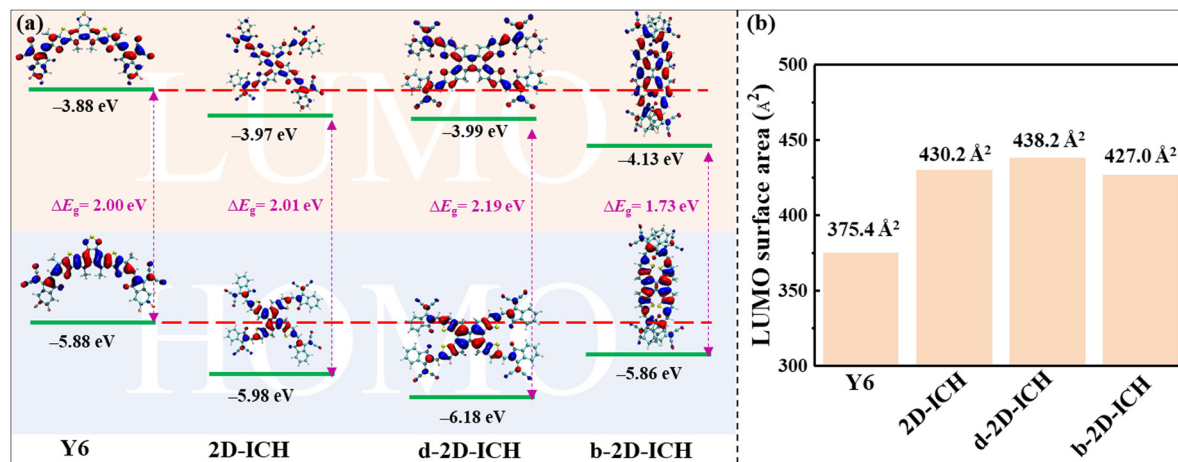 (a)
LUMO
−3.88 eV
−3.97 eV
−3.99 eV
−4.13 eV
ΔEg= 2.00 eV
ΔEg= 2.01 eV
ΔEg= 2.19 eV
ΔEg= 1.73 eV
HOMO
−5.88 eV
−5.98 eV
−6.18 eV
−5.86 eV
Y6
2D-ICH
d-2D-ICH
b-2D-ICH
(b)
LUMO surface area (Å²)
500
450
400
350
300
375.4 Å²
430.2 Å²
438.2 Å²
427.0 Å²
Y6
2D-ICH
d-2D-ICH
b-2D-ICH